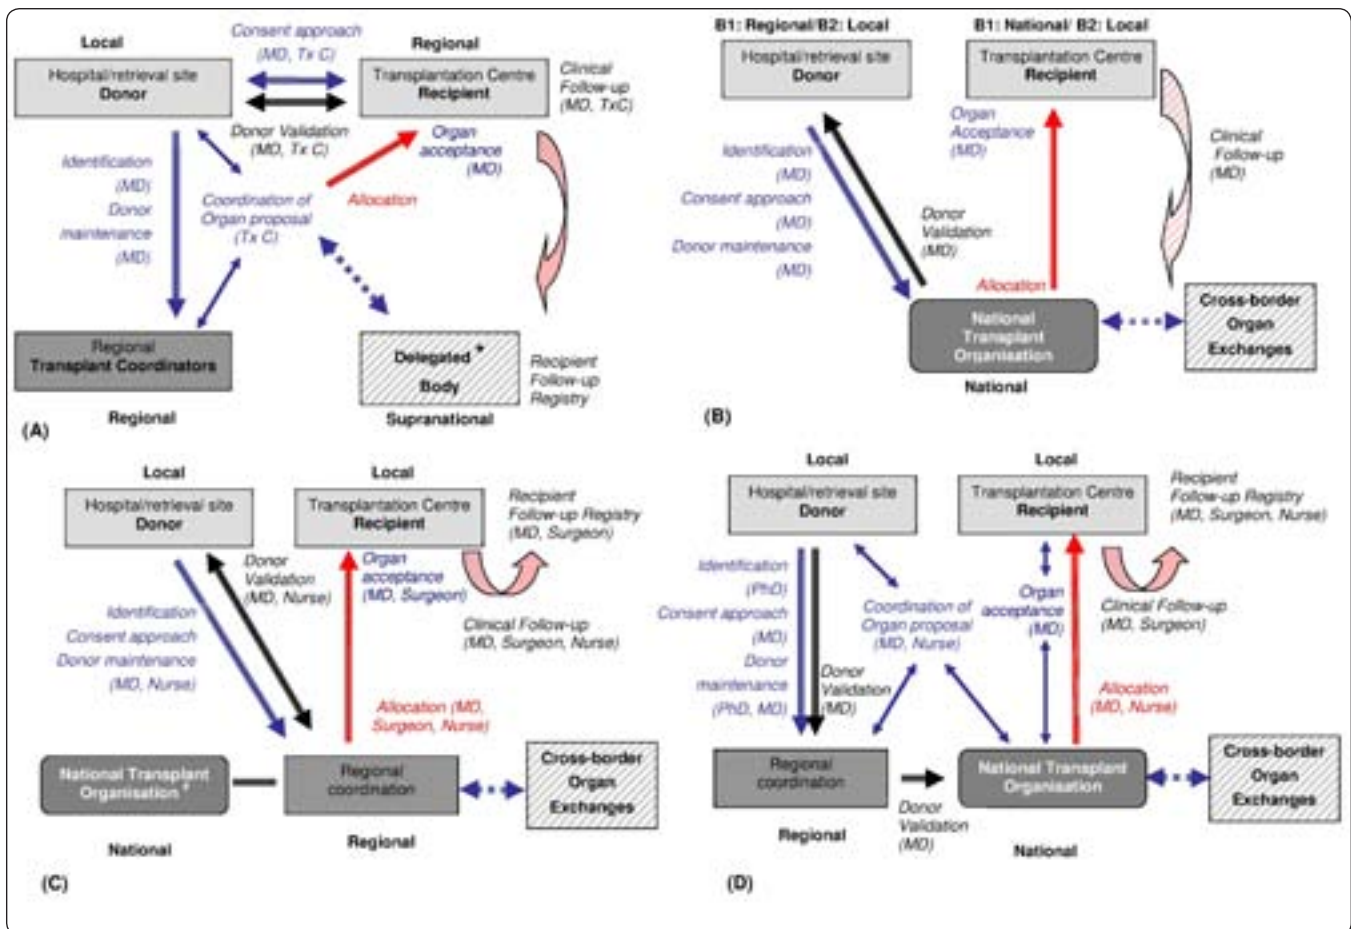 Local
Consent approach
(MD, Tx C)
Regional
Hospital/retrieval site
Donor
Transplantation Centre
Recipient
Clinical
Follow-up
(MD, TxC)
Donor Validation
(MD, Tx C)
Organ
acceptance
(MD)
Identification
(MD)
Donor
maintenance
(MD)
Coordination of
Organ proposal
(Tx C)
Allocation
Regional
Transplant Coordinators
Regional
Delegated *
Body
Supranational
Recipient
Follow-up
Registry
(A)
B1: Regional/B2: Local
B1: National/ B2: Local
Hospital/retrieval site
Donor
Transplantation Centre
Recipient
Organ
Acceptance
(MD)
Clinical
Follow-up
(MD)
Identification
(MD)
Consent approach
(MD)
Donor maintenance
(MD)
Donor
Validation
(MD)
Allocation
National
Transplant
Organisation
National
Cross-border
Organ
Exchanges
(B)
Local
Local
Hospital/retrieval site
Donor
Transplantation Centre
Recipient
Recipient
Follow-up Registry
(MD, Surgeon)
Donor
Validation
(MD, Nurse)
Organ
acceptance
(MD, Surgeon)
Identification
Consent approach
Donor maintenance
(MD, Nurse)
Clinical Follow-up
(MD, Surgeon, Nurse)
Allocation (MD,
Surgeon, Nurse)
National Transplant
Organisation
National
Regional
coordination
Regional
Cross-border
Organ
Exchanges
(C)
Local
Local
Hospital/retrieval site
Donor
Transplantation Centre
Recipient
Recipient
Follow-up Registry
(MD, Surgeon, Nurse)
Identification
(PhD)
Consent approach
(MD)
Donor
maintenance
(PhD, MD)
Donor
Validation
(MD)
Coordination of
Organ proposal
(MD, Nurse)
Organ
acceptance
(MD)
Clinical Follow-up
(MD, Surgeon)
Allocation
(MD, Nurse)
Regional
coordination
Regional
Donor
Validation
(MD)
National Transplant
Organisation
National
Cross-border
Organ
Exchanges
(D)